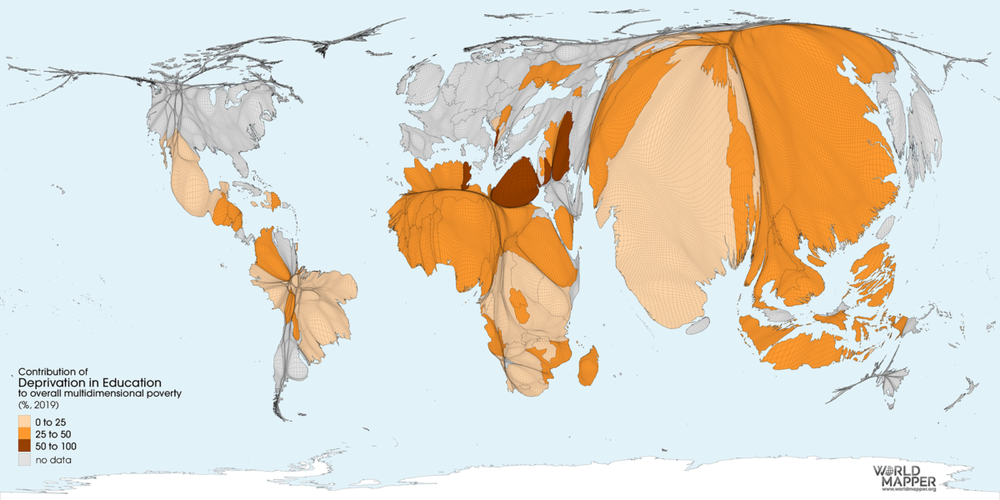 Contribution of
Deprivation in Education
to overall multidimensional poverty
(%, 2019)
0 to 25
25 to 50
50 to 100
no data
WORLD
MAPPER
www.worldmapper.org